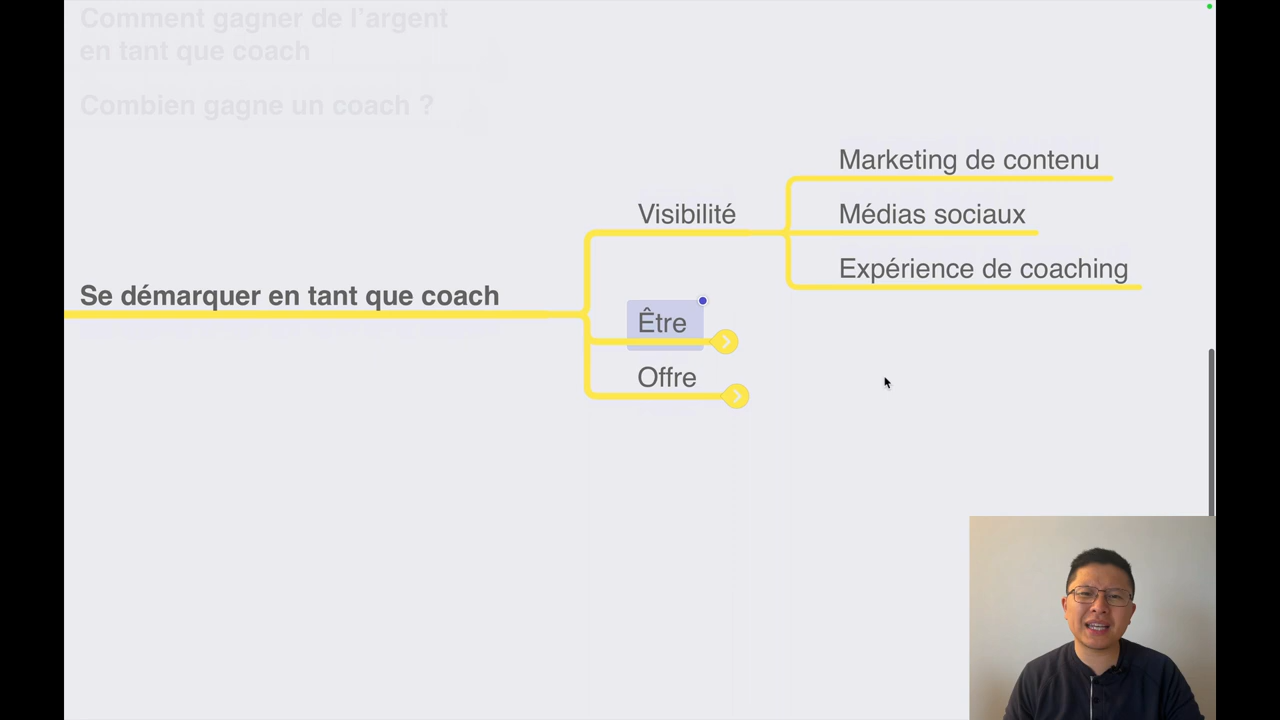 Comment gagner de l'argent
en tant que coach
Combien gagne un coach ?
Marketing de contenu
Visibilité
Médias sociaux
Expérience de coaching
Se démarquer en tant que coach
Être
Offre